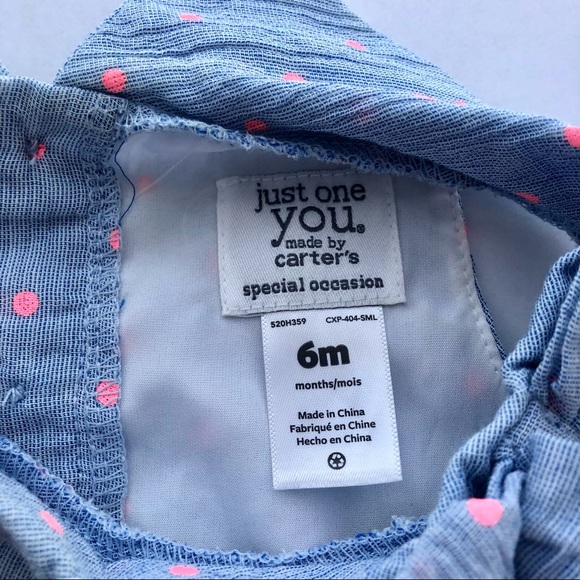 just one
you®
made by
carter's
special occasion
S20H359 CXP-404-SML
6m
months/mois
Made in China
Fabriqué en Chine
Hecho en China